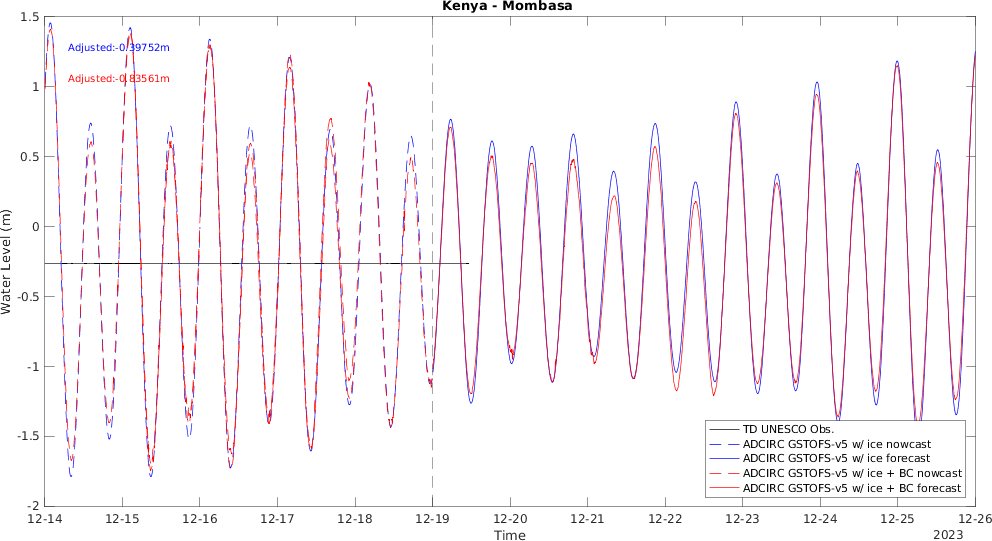 Kenya - Mombasa
1.5
1
0.5
0
-0.5
-1
-1.5
-2
Water Level (m)
Adjusted:-0.39752m
Adjusted:-0.83561m
TD UNESCO Obs.
ADCIRC GSTOFS-v5 w/ ice nowcast
ADCIRC GSTOFS-v5 w/ ice forecast
ADCIRC GSTOFS-v5 w/ ice + BC nowcast
ADCIRC GSTOFS-v5 w/ ice + BC forecast
12-14 12-15 12-16 12-17 12-18 12-19 12-20 12-21 12-22 12-23 12-24 12-25 12-26
Time
2023